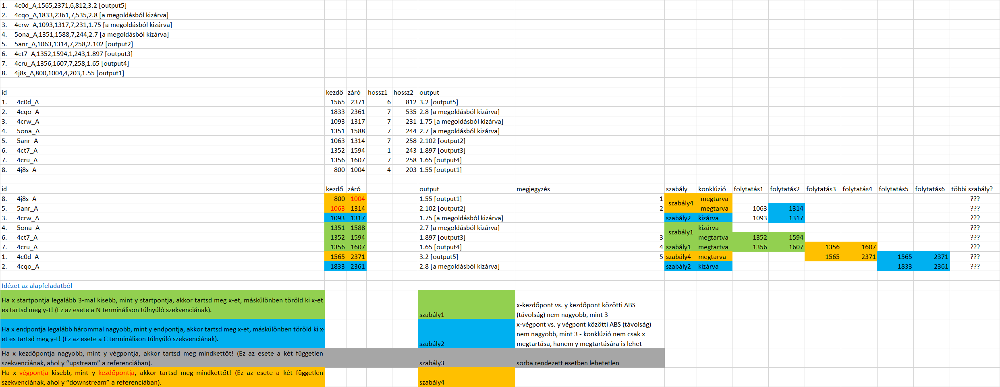 1. 4c0d_A,1565,2371,6,812,3.2 [output5]
2. 4cqo_A,1833,2361,7,535,2.8 [a megoldásból kizárva]
3. 4crw_A,1093,1317,7,231,1.75 [a megoldásból kizárva]
4. 5ona_A,1351,1588,7,244,2.7 [a megoldásból kizárva]
5. 5anr_A,1063,1314,7,258,2.102 [output2]
6. 4ct7_A,1352,1594,1,243,1.897 [output3]
7. 4cru_A,1356,1607,7,258,1.65 [output4]
8. 4j8s_A,800,1004,4,203,1.55 [output1]
id kezdő záró hossz1 hossz2 output
1. 4c0d_A 1565 2371 6 812 3.2 [output5]
2. 4cqo_A 1833 2361 7 535 2.8 [a megoldásból kizárva]
3. 4crw_A 1093 1317 7 231 1.75 [a megoldásból kizárva]
4. 5ona_A 1351 1588 7 244 2.7 [a megoldásból kizárva]
5. 5anr_A 1063 1314 7 258 2.102 [output2]
6. 4ct7_A 1352 1594 1 243 1.897 [output3]
7. 4cru_A 1356 1607 7 258 1.65 [output4]
8. 4j8s_A 800 1004 4 203 1.55 [output1]
id kezdő záró output megjegyzés szabály konklúzió folytatás1 folytatás2 folytatás3 folytatás4 folytatás5 folytatás6 többi szabály?
8. 4j8s_A 800 1004 1.55 [output1] 1 szabály4 megtarva ???
5. 5anr_A 1063 1314 2.102 [output2] 2 megtarva 1063 1314 ???
3. 4crw_A 1093 1317 1.75 [a megoldásból kizárva] szabály2 kizárva 1093 1317 ???
4. 5ona_A 1351 1588 2.7 [a megoldásból kizárva] szabály1 kizárva ???
6. 4ct7_A 1352 1594 1.897 [output3] 3 megtartva 1352 1594 ???
7. 4cru_A 1356 1607 1.65 [output4] 4 szabály1 megtartva 1356 1607 1356 1607 ???
1. 4c0d_A 1565 2371 3.2 [output5] 5 szabály4 megtarva 1565 2371 1565 2371 ???
2. 4cqo_A 1833 2361 2.8 [a megoldásból kizárva] szabály2 kizárva 1833 2361 ???
Idézet az alapfeladatból
Ha x startpontja legalább 3-mal kisebb, mint y startpontja, akkor tartsd meg x-et, máskülönben töröld ki x-et
es tartsd meg y-t! (Ez az esete a N terminálison túlnyúló szekvenciának).
szabály1
x-kezdőpont vs. y kezdőpont közötti ABS
(távolság) nem nagyobb, mint 3
Ha x endpontja legalább hárommal nagyobb, mint y endpontja, akkor tartsd meg x-et, máskülönben töröld ki x-
et es tartsd meg y-t! (Ez az esete a C terminálison túlnyúló szekvenciának).
szabály2
x-végpont vs. y végpont közötti ABS (távolság)
nem nagyobb, mint 3 - konklúzió nem csak x
megtartása, hanem y megtartására is lehet
Ha x kezdőpontja nagyobb, mint y végpontja, akkor tartsd meg mindkettőt! (Ez az esete a két független
szekvenciának, ahol y “upstream” a referenciában).
szabály3
sorba rendezett esetben lehetetlen
Ha x végpontja kisebb, mint y kezdőpontja, akkor tartsd meg mindkettőt! (Ez az esete a két független
szekvenciának, ahol y “downstream” a referenciában).
szabály4